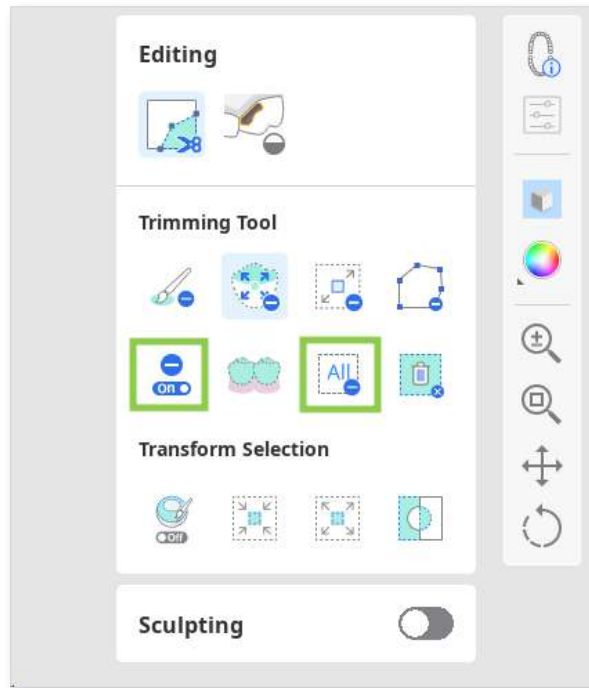 Editing
Trimming Tool
On
All
Transform Selection
Off
Sculpting